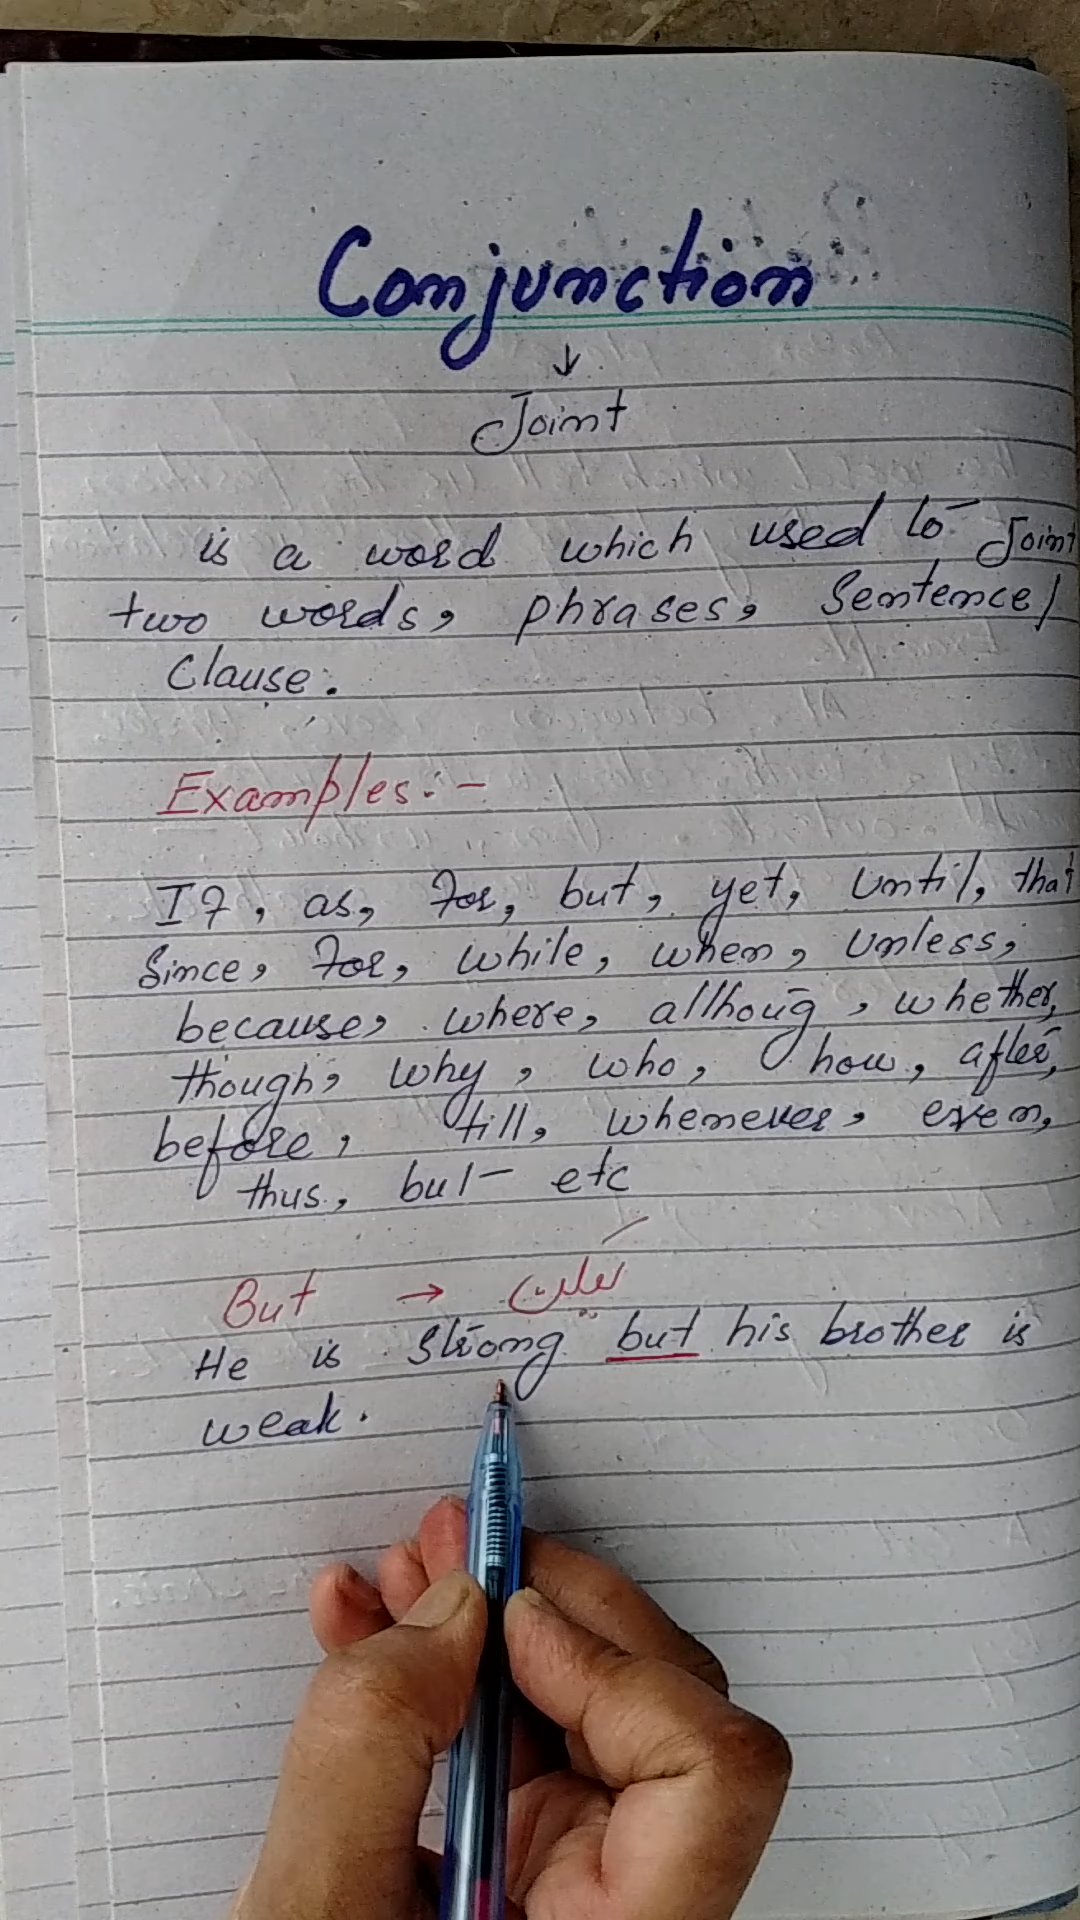 Conjunction
↓
Joint
is a word which used to Joint
two words, phrases, Sentence/
Clause.
Examples:-
If, as, For, but, yet, Until, that
Since, For, while, when, Unless,
because, where, althoug, whether,
though, why, who, how, after,
before, till, whenever, even,
thus, but etc
But → لیکن
He is strong but his brother is
weak.